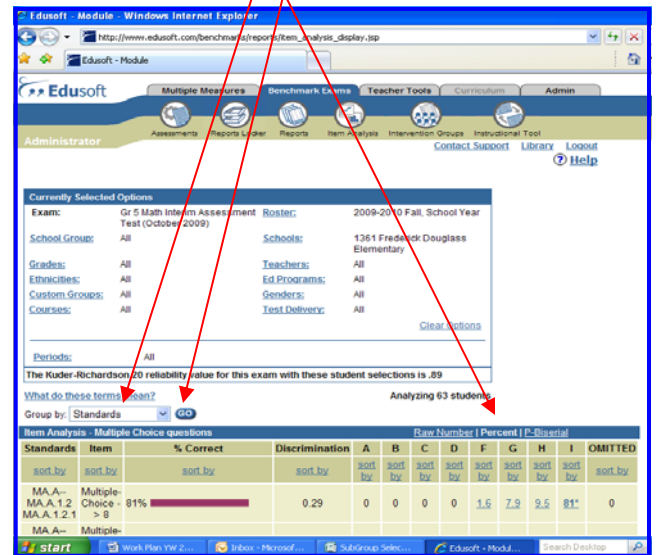 Edusoft - Module - Windows Internet Explorer
http://www.edusoft.com/benchmarks/reports/item_analysis_display.jsp
Edusoft - Module
Edusoft
Multiple Measures Benchmark Exams Teacher Tools Curriculum Admin
Administrator
Assessments Reports Locker Reports Item Analysis Intervention Groups Instructional Tool
Contact Support Library Logout
? Help
Currently Selected Options
Exam: Gr 5 Math Interim Assessment Test (October 2009) Roster: 2009-2010 Fall, School Year
School Group: All Schools: 1361 Frederick Douglass Elementary
Grades: All Teachers: All
Ethnicities: All Ed Programs: All
Custom Groups: All Genders: All
Courses: All Test Delivery: All
Clear Options
Periods: All
The Kuder-Richardson 20 reliability value for this exam with these student selections is .89
What do these terms mean? Analyzing 63 students
Group by: Standards GO
Item Analysis - Multiple Choice questions Raw Number | Percent | P-Biserial
Standards Item % Correct Discrimination A B C D F G H I OMITTED
sort by sort by sort by sort by sort by sort by sort by sort by sort by sort by sort by sort by sort by
MA.A-- MA.A.1.2 MA.A.1.2.1 Multiple-Choice - > 8 81% 0.29 0 0 0 0 1.6 7.9 9.5 81* 0
MA.A-- Multiple-
start Work Plan YW 2... Inbox - Microsof... SubGroup Selec... Edusoft - Modul... Search Desktop